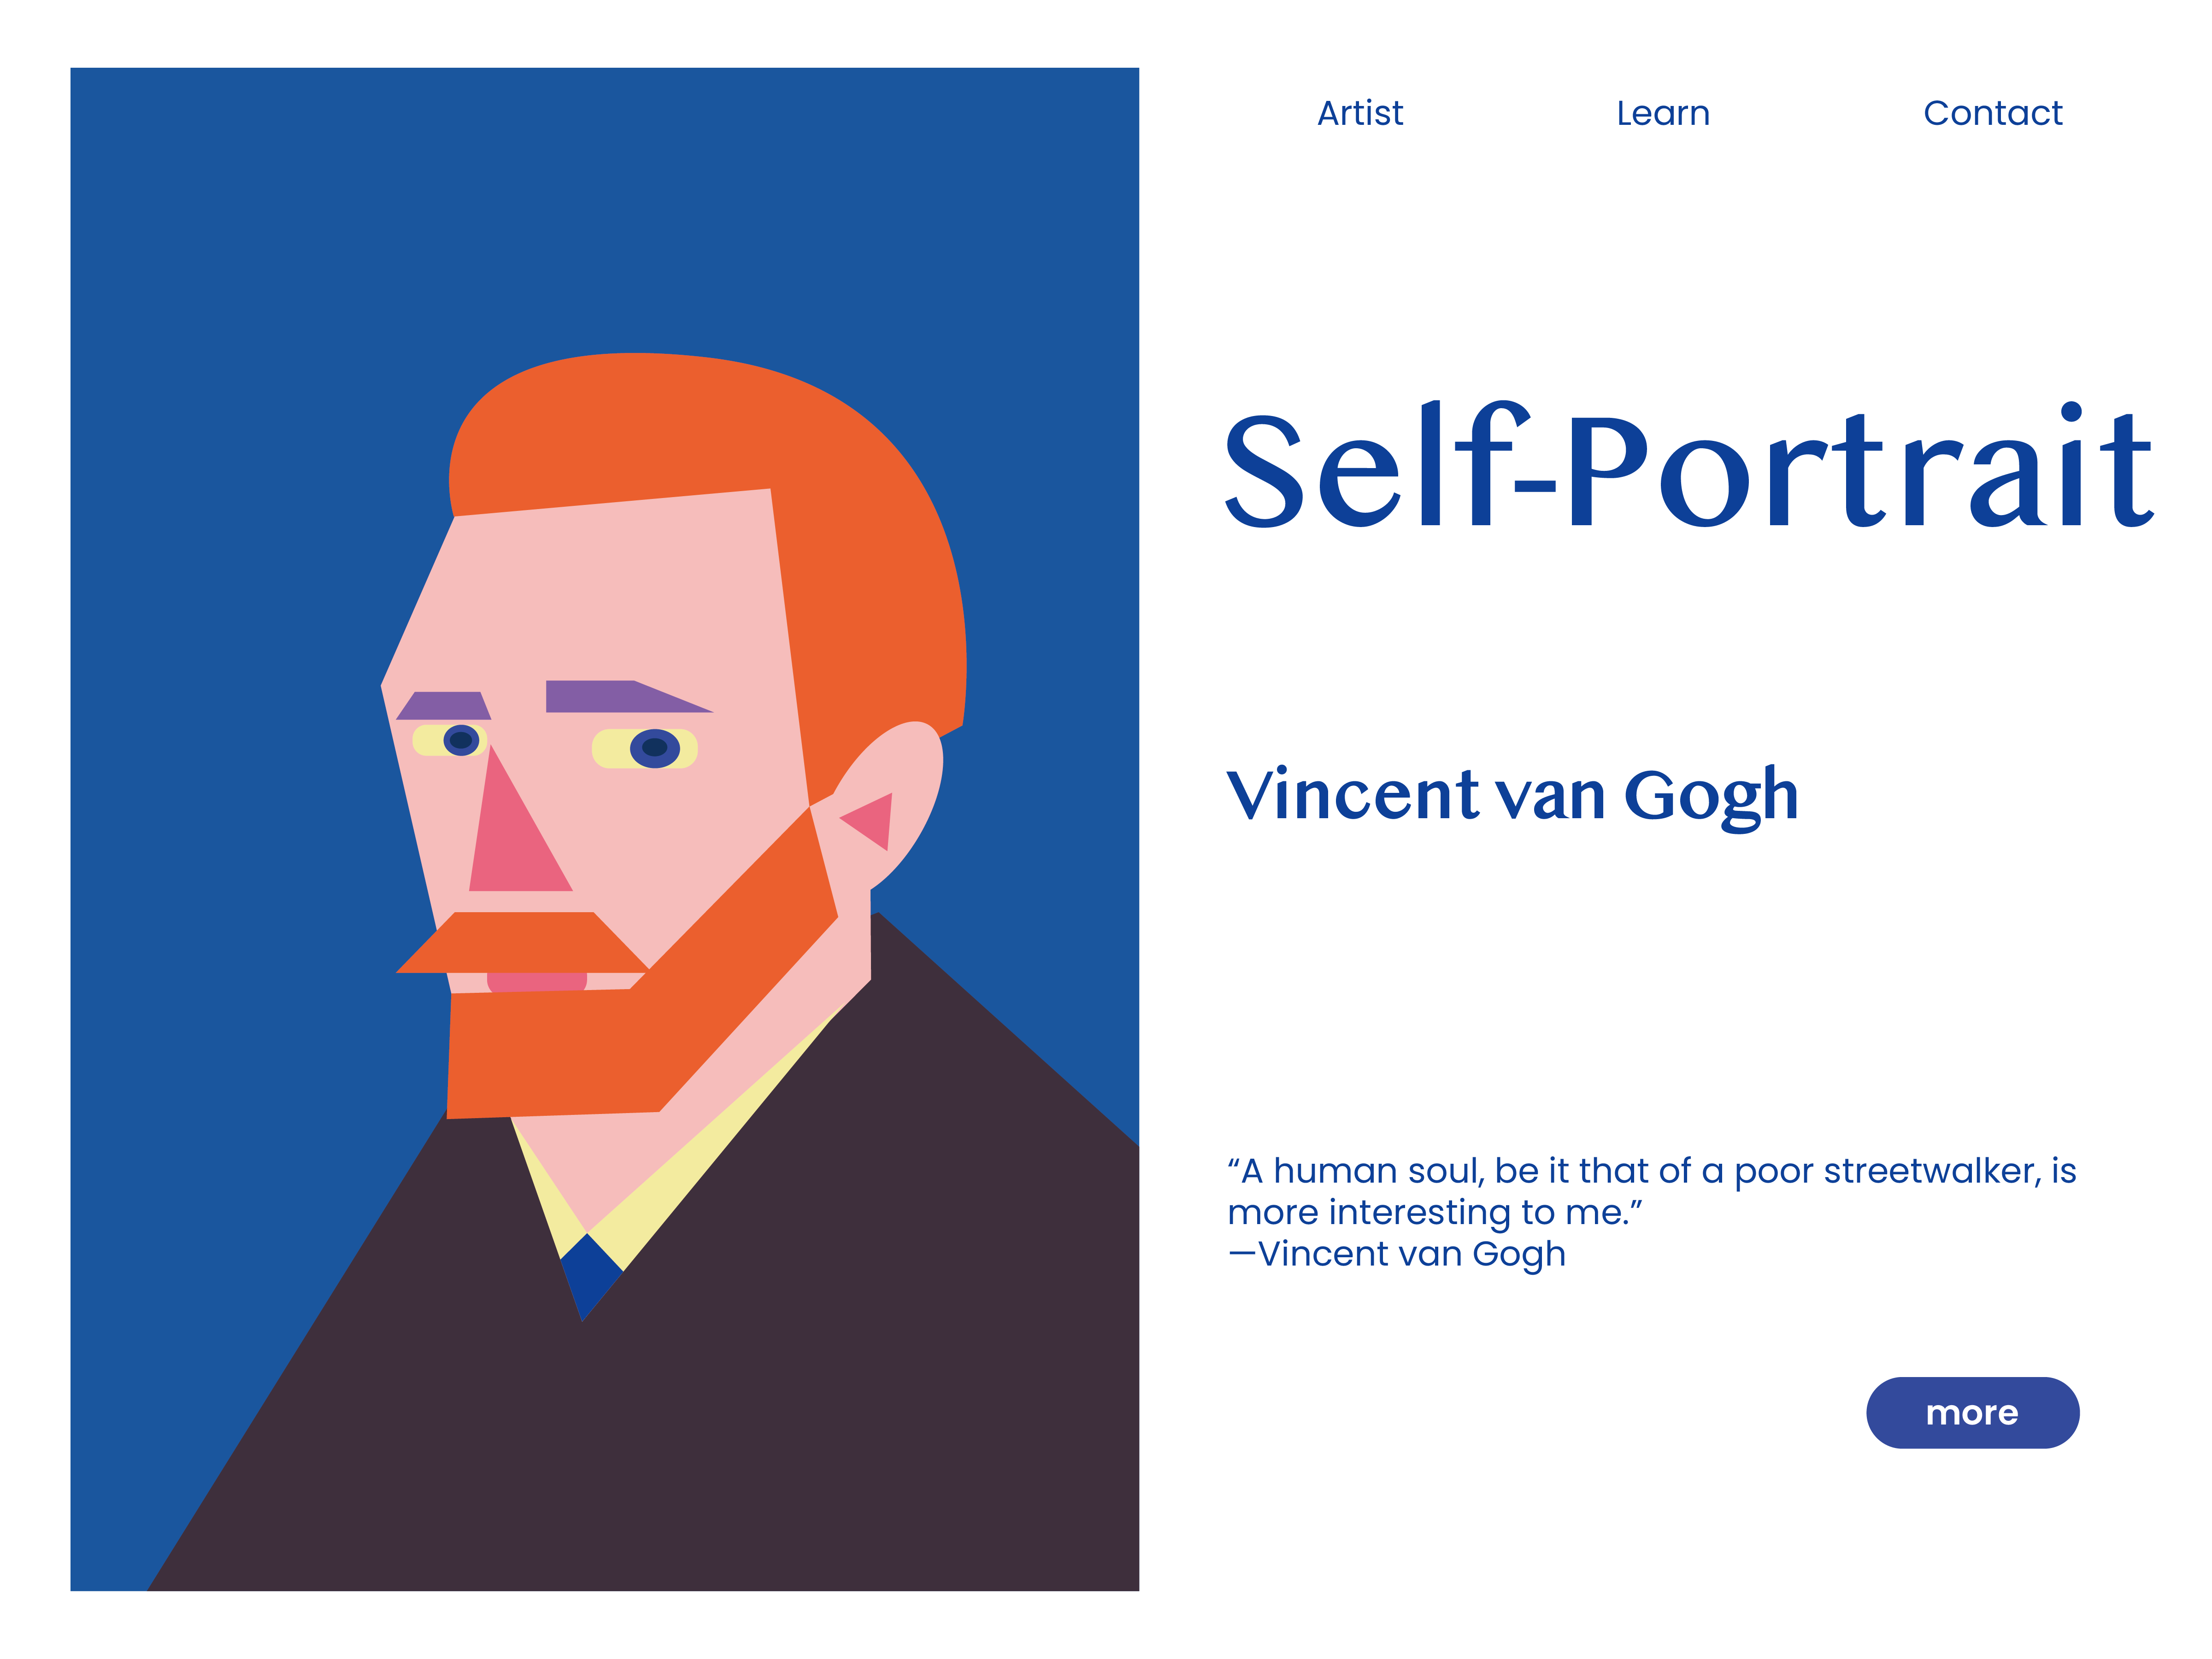 Artist Learn Contact
Self-Portrait
Vincent van Gogh
“A human soul, be it that of a poor streetwalker, is
more interesting to me.”
—Vincent van Gogh
more